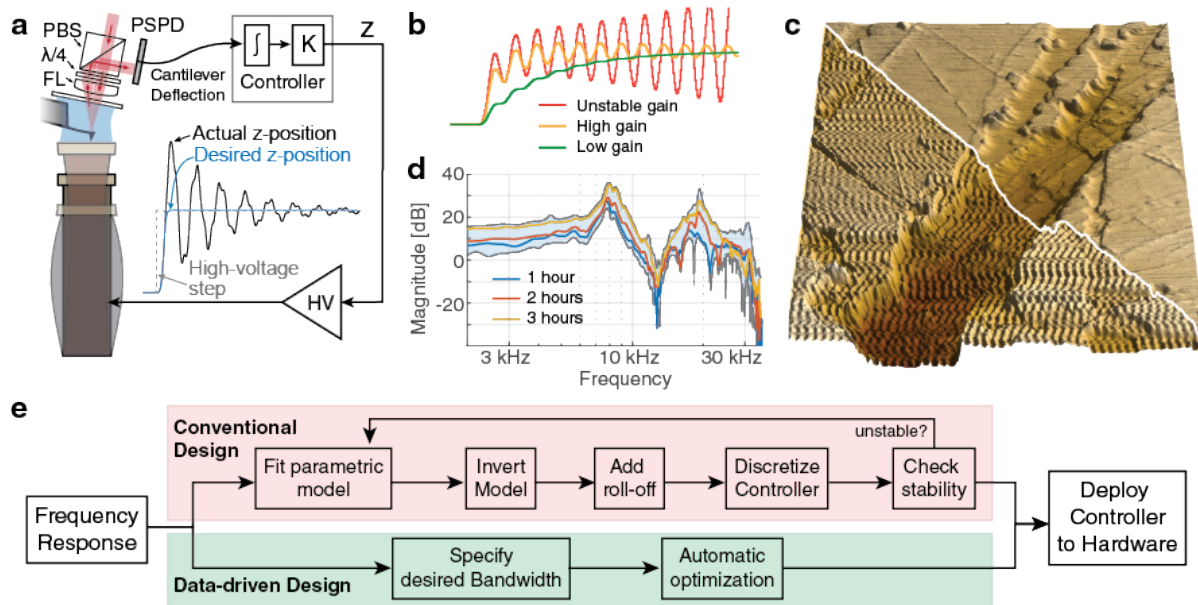 a
PBS
PSPD
λ/4
FL
Cantilever
Deflection
∫
K
Controller
Z
Actual z-position
Desired z-position
High-voltage
step
HV
b
Unstable gain
High gain
Low gain
c
d
Magnitude [dB]
40
20
0
-20
1 hour
2 hours
3 hours
3 kHz
10 kHz
30 kHz
Frequency
e
Conventional
Design
unstable?
Frequency
Response
Fit parametric
model
Invert
Model
Add
roll-off
Discretize
Controller
Check
stability
Deploy
Controller
to Hardware
Specify
desired Bandwidth
Automatic
optimization
Data-driven Design